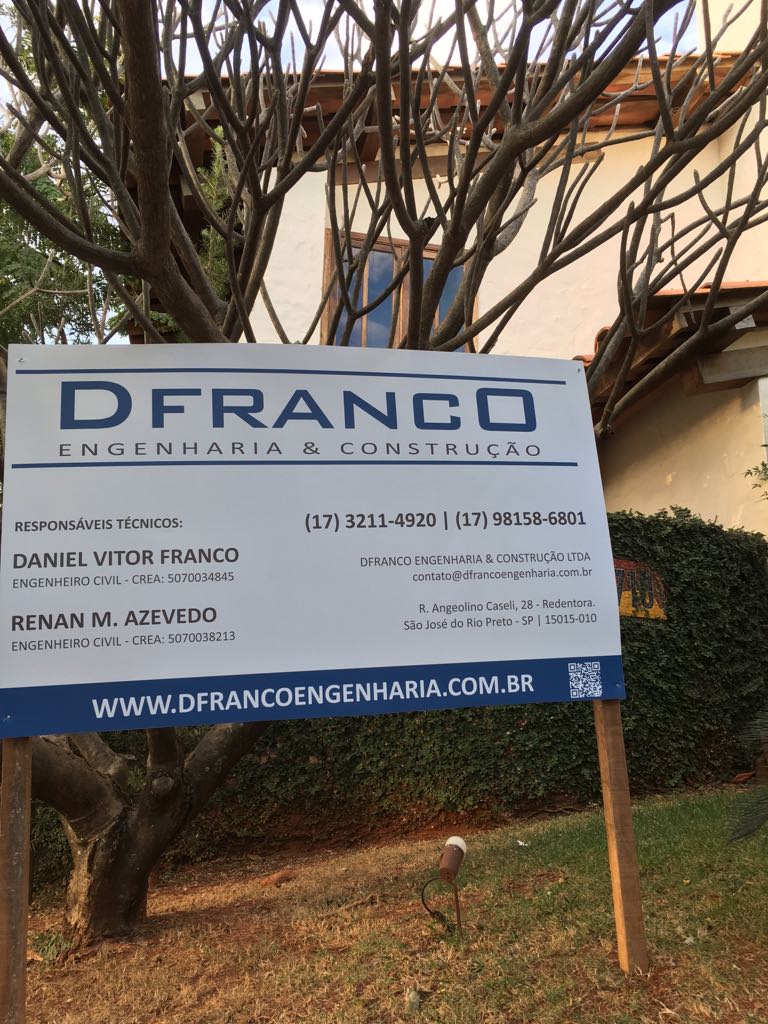 DFRANCO
ENGENHARIA & CONSTRUÇÃO
RESPONSÁVEIS TÉCNICOS:
DANIEL VITOR FRANCO
ENGENHEIRO CIVIL - CREA: 5070034845
RENAN M. AZEVEDO
ENGENHEIRO CIVIL - CREA: 5070038213
(17) 3211-4920 | (17) 98158-6801
DFRANCO ENGENHARIA & CONSTRUÇÃO LTDA
contato@dfrancoengenharia.com.br
R. Angeolino Caseli, 28 - Redentora.
São José do Rio Preto - SP | 15015-010
WWW.DFRANCOENGENHARIA.COM.BR